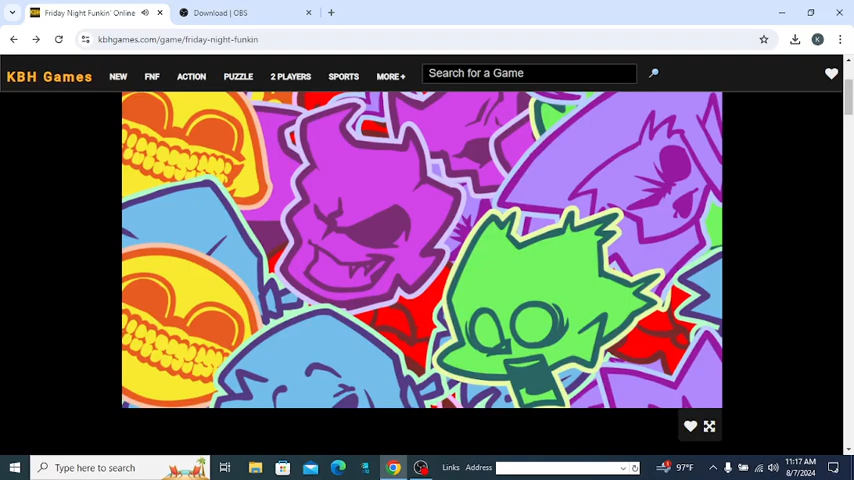 Friday Night Funkin' Online
Download | OBS
kbhgames.com/game/friday-night-funkin
K
KBH Games
NEW
FNF
ACTION
PUZZLE
2 PLAYERS
SPORTS
MORE +
Search for a Game
Type here to search
Links
Address
97°F
11:17 AM
8/7/2024